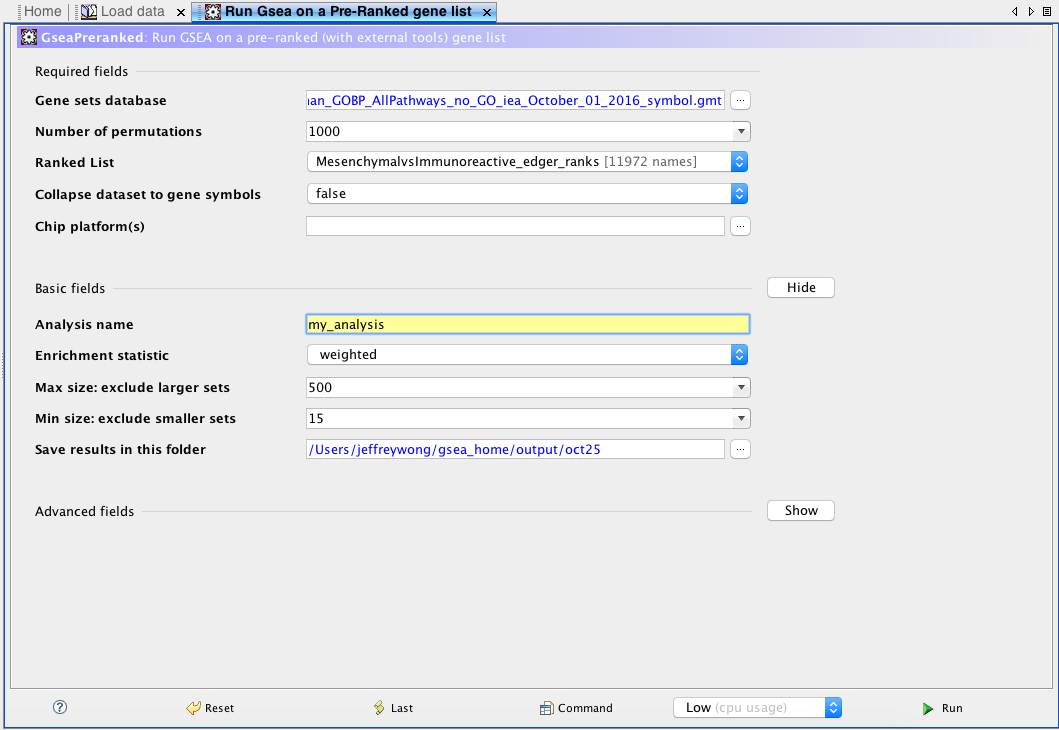 Home Load data Run Gsea on a Pre-Ranked gene list
GseaPreranked: Run GSEA on a pre-ranked (with external tools) gene list
Required fields
Gene sets database an_GOBP_AllPathways_no_GO_iea_October_01_2016_symbol.gmt ...
Number of permutations 1000
Ranked List MesenchymalvsImmunoreactive_edger_ranks [11972 names]
Collapse dataset to gene symbols false
Chip platform(s) ...
Basic fields Hide
Analysis name my_analysis
Enrichment statistic weighted
Max size: exclude larger sets 500
Min size: exclude smaller sets 15
Save results in this folder /Users/jeffreywong/gsea_home/output/oct25 ...
Advanced fields Show
? Reset Last Command Low (cpu usage) Run